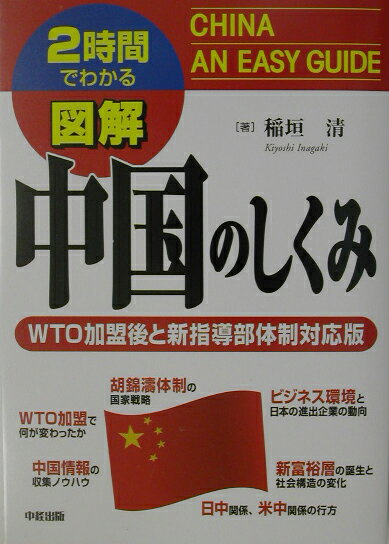 2時間
でわかる
図解
CHINA
AN EASY GUIDE
[著] 稲垣 清
Kiyoshi Inagaki
中国のしくみ
WTO加盟後と新指導部体制対応版
胡錦濤体制の
国家戦略
ビジネス環境と
日本の進出企業の動向
WTO加盟で
何が変わったか
中国情報の
収集ノウハウ
新富裕層の誕生と
社会構造の変化
日中関係、米中関係の行方
中経出版